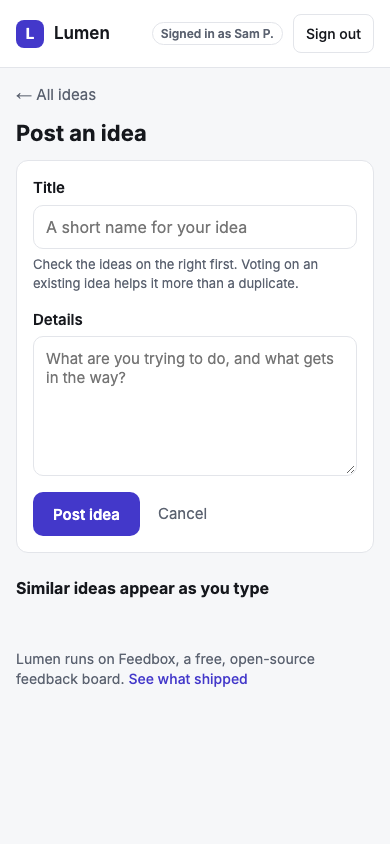 L Lumen Signed in as Sam P. Sign out
← All ideas
Post an idea
Title
A short name for your idea
Check the ideas on the right first. Voting on an
existing idea helps it more than a duplicate.
Details
What are you trying to do, and what gets
in the way?
Post idea Cancel
Similar ideas appear as you type
Lumen runs on Feedbox, a free, open-source
feedback board. See what shipped